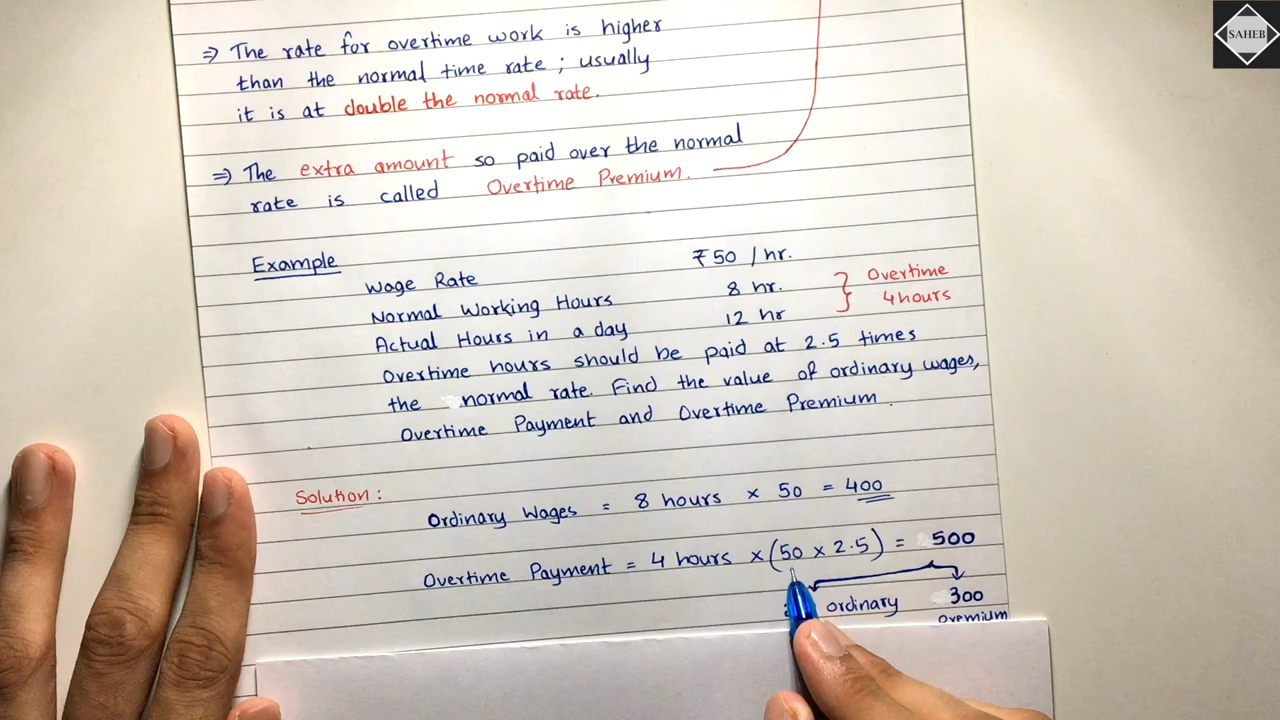 SAHEB
⇒ The rate for overtime work is higher
than the normal time rate ; usually
it is at double the normal rate.
⇒ The extra amount so paid over the normal
rate is called Overtime Premium.
Example
Wage Rate ₹50 / hr.
Normal Working Hours 8 hr.
Actual Hours in a day 12 hr } Overtime 4 hours
Overtime hours should be paid at 2.5 times
the normal rate. Find the value of ordinary wages,
Overtime Payment and Overtime Premium.
Solution :
Ordinary Wages = 8 hours × 50 = 400
Overtime Payment = 4 hours × (50 × 2.5) = 500
ordinary 300
premium